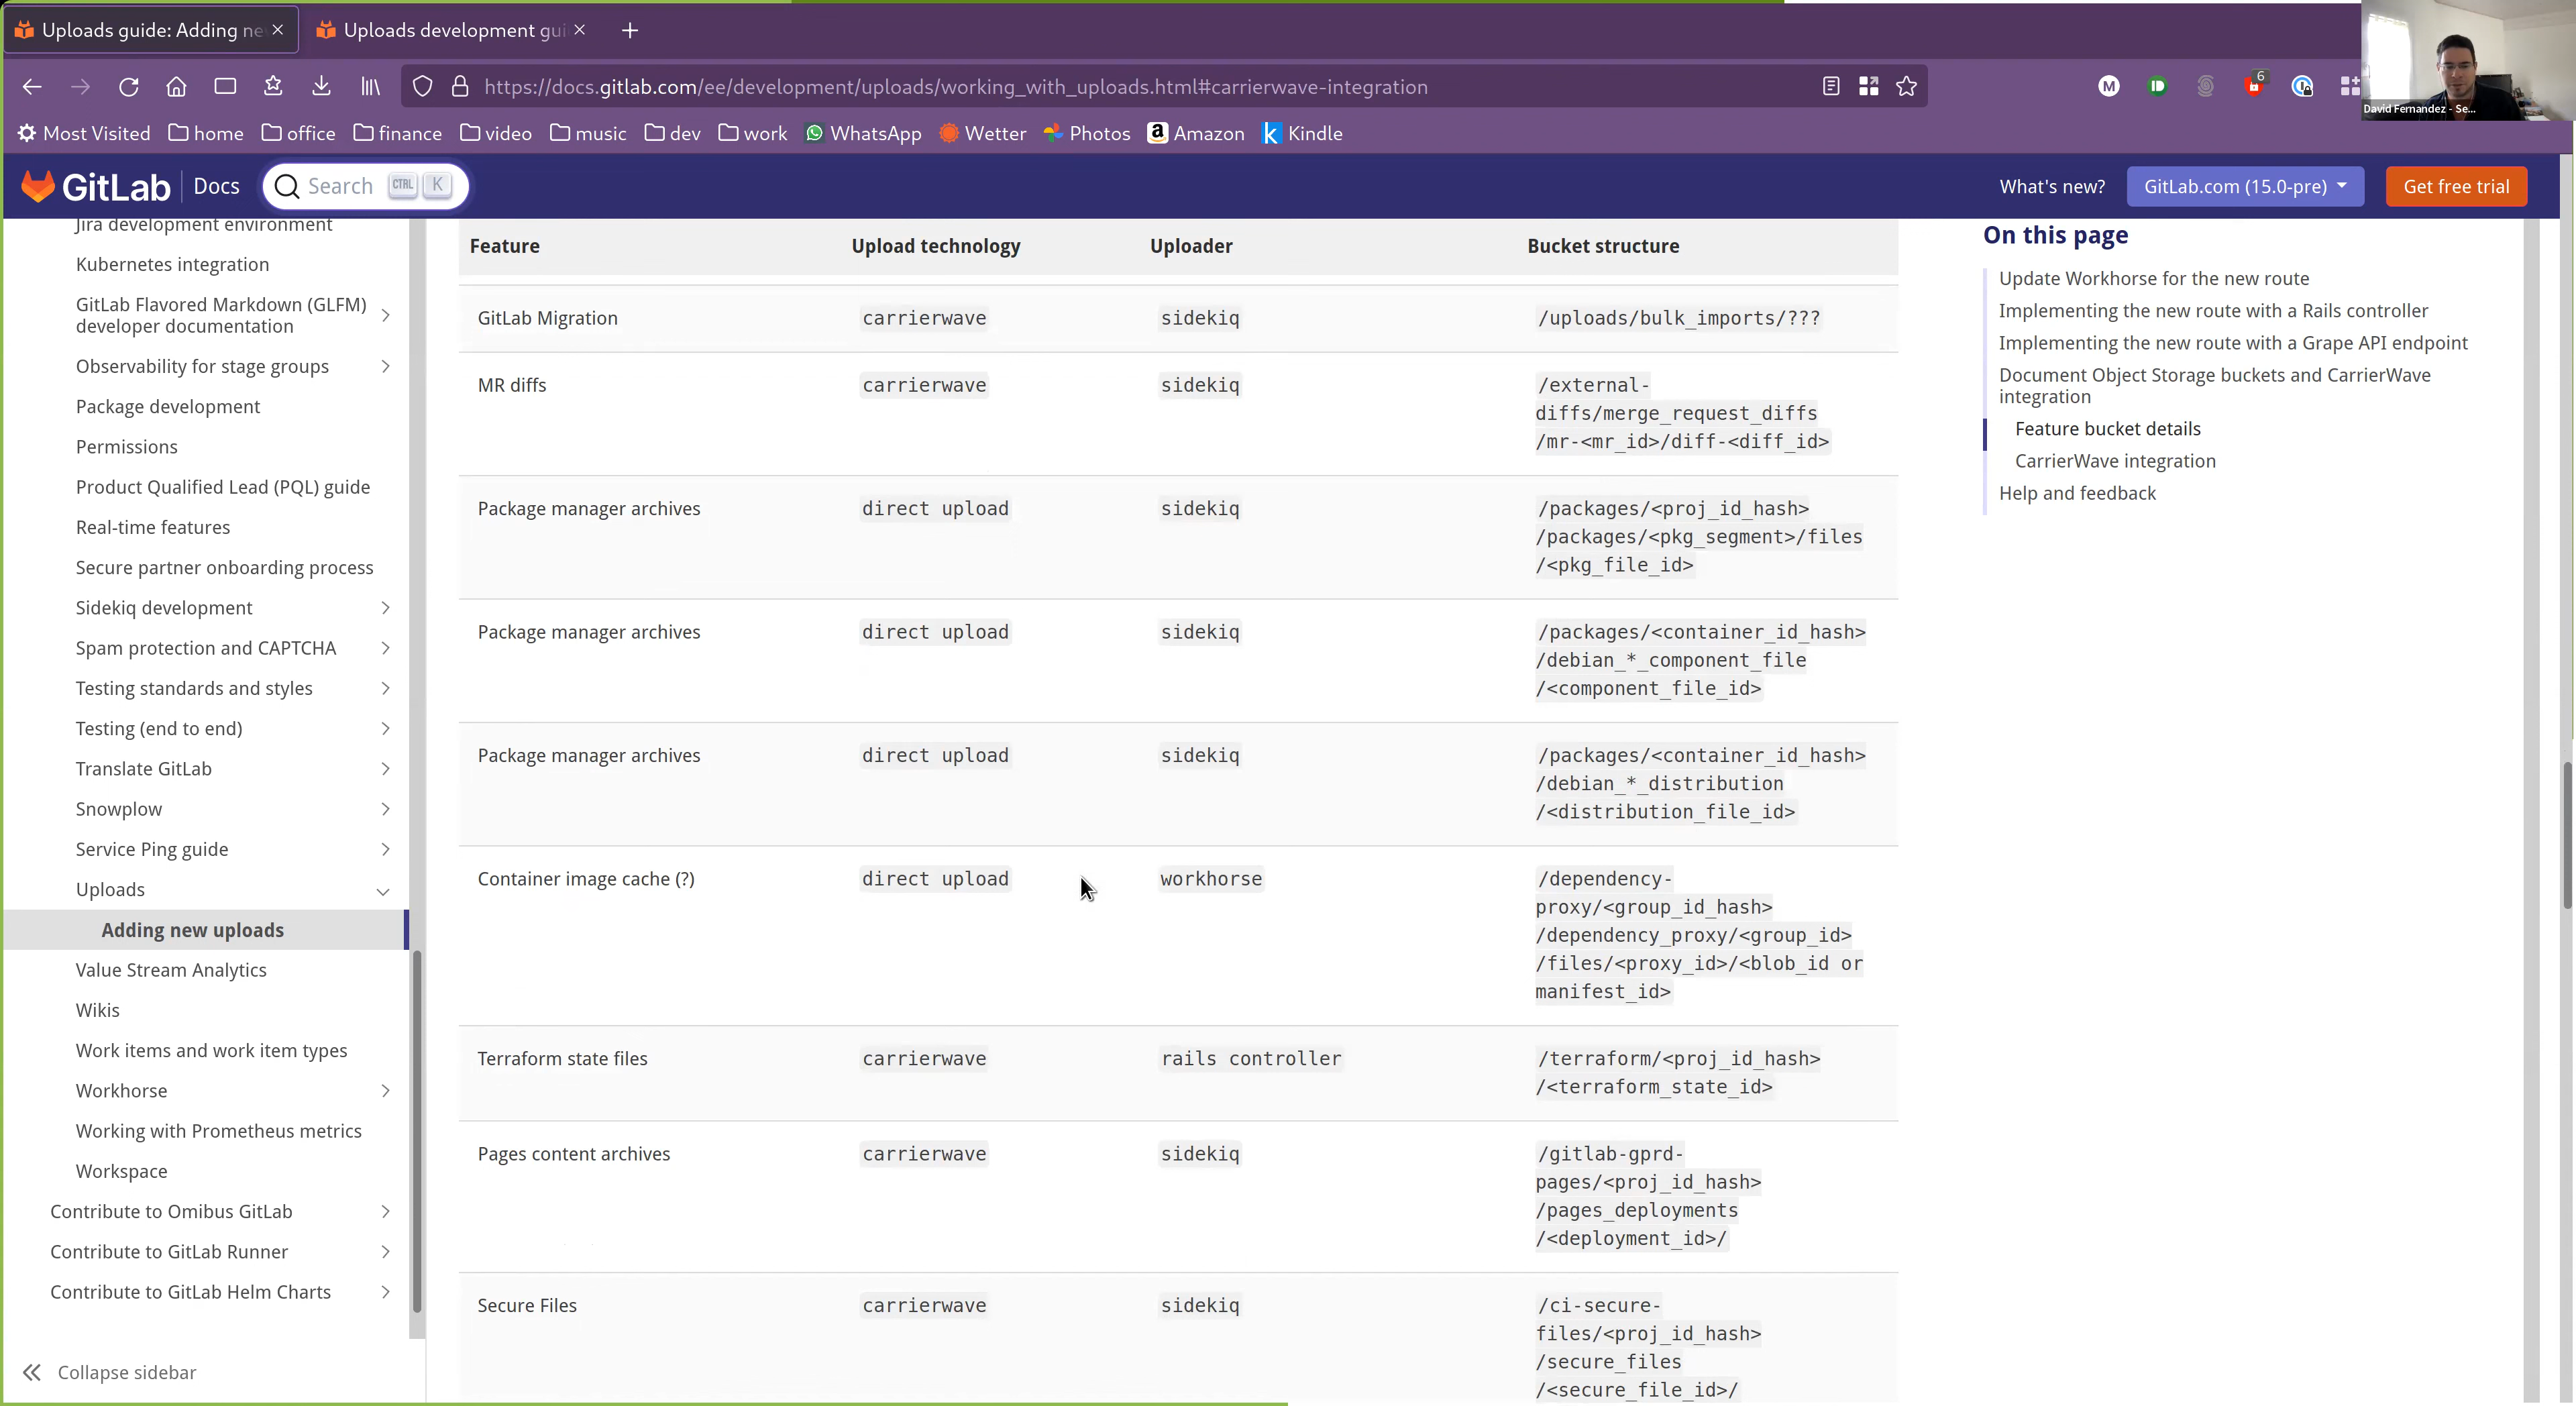 Uploads guide: Adding ne
Uploads development gui
https://docs.gitlab.com/ee/development/uploads/working_with_uploads.html#carrierwave-integration
M
6
David Fernandez - Se...
Most Visited home office finance video music dev work WhatsApp Wetter Photos Amazon Kindle
GitLab Docs Search CTRL K What's new? GitLab.com (15.0-pre) Get free trial
Jira development environment
Kubernetes integration
GitLab Flavored Markdown (GLFM)
developer documentation
Observability for stage groups
Package development
Permissions
Product Qualified Lead (PQL) guide
Real-time features
Secure partner onboarding process
Sidekiq development
Spam protection and CAPTCHA
Testing standards and styles
Testing (end to end)
Translate GitLab
Snowplow
Service Ping guide
Uploads
Adding new uploads
Value Stream Analytics
Wikis
Work items and work item types
Workhorse
Working with Prometheus metrics
Workspace
Contribute to Omibus GitLab
Contribute to GitLab Runner
Contribute to GitLab Helm Charts
Collapse sidebar
Feature Upload technology Uploader Bucket structure
GitLab Migration carrierwave sidekiq /uploads/bulk_imports/???
MR diffs carrierwave sidekiq /external-
diffs/merge_request_diffs
/mr-<mr_id>/diff-<diff_id>
Package manager archives direct upload sidekiq /packages/<proj_id_hash>
/packages/<pkg_segment>/files
/<pkg_file_id>
Package manager archives direct upload sidekiq /packages/<container_id_hash>
/debian_*_component_file
/<component_file_id>
Package manager archives direct upload sidekiq /packages/<container_id_hash>
/debian_*_distribution
/<distribution_file_id>
Container image cache (?) direct upload workhorse /dependency-
proxy/<group_id_hash>
/dependency_proxy/<group_id>
/files/<proxy_id>/<blob_id or
manifest_id>
Terraform state files carrierwave rails controller /terraform/<proj_id_hash>
/<terraform_state_id>
Pages content archives carrierwave sidekiq /gitlab-gprd-
pages/<proj_id_hash>
/pages_deployments
/<deployment_id>/
Secure Files carrierwave sidekiq /ci-secure-
files/<proj_id_hash>
/secure_files
/<secure_file_id>/
On this page
Update Workhorse for the new route
Implementing the new route with a Rails controller
Implementing the new route with a Grape API endpoint
Document Object Storage buckets and CarrierWave
integration
Feature bucket details
CarrierWave integration
Help and feedback